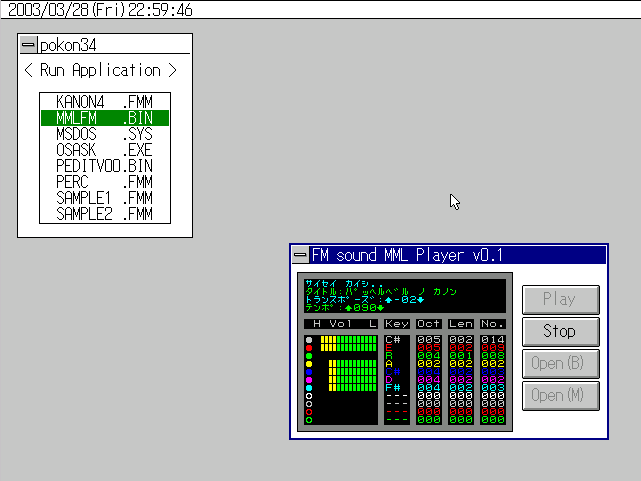 2003/03/28(Fri)22:59:46
pokon34
< Run Application >
KANON4 .FMM
MMLFM .BIN
MSDOS .SYS
OSASK .EXE
PEDITV00.BIN
PERC .FMM
SAMPLE1 .FMM
SAMPLE2 .FMM
FM sound MML Player v0.1
サイセイ カイシ..
タイトル:パッヘルベル ノ カノン
トランスポーズ:♠-02♣
テンポ:♠090♣
H Vol L Key Oct Len No.
C# 005 002 014
E 005 002 009
R 004 001 008
A 002 002 002
C# 004
D 004 002 002
F# 004 002 003
--- 000 000 000
--- 000 000 000
--- 000 000 000
--- 000 000 000
Play
Stop
Open(B)
Open(M)